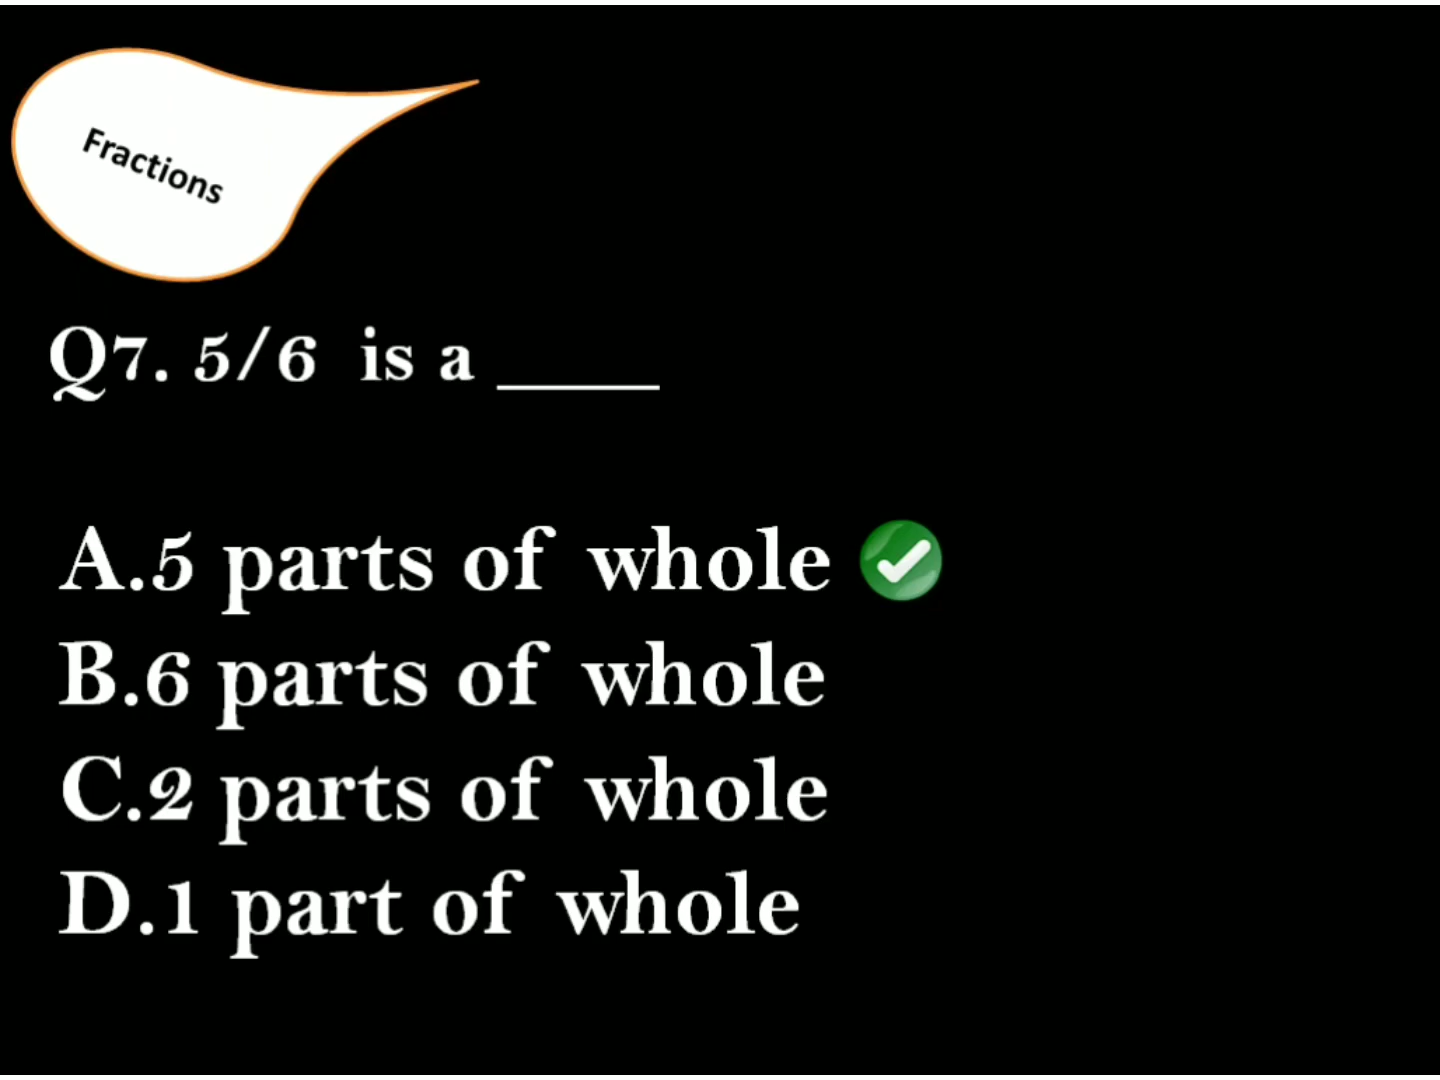 Fractions
Q7. 5/6 is a ____
A.5 parts of whole
B.6 parts of whole
C.2 parts of whole
D.1 part of whole